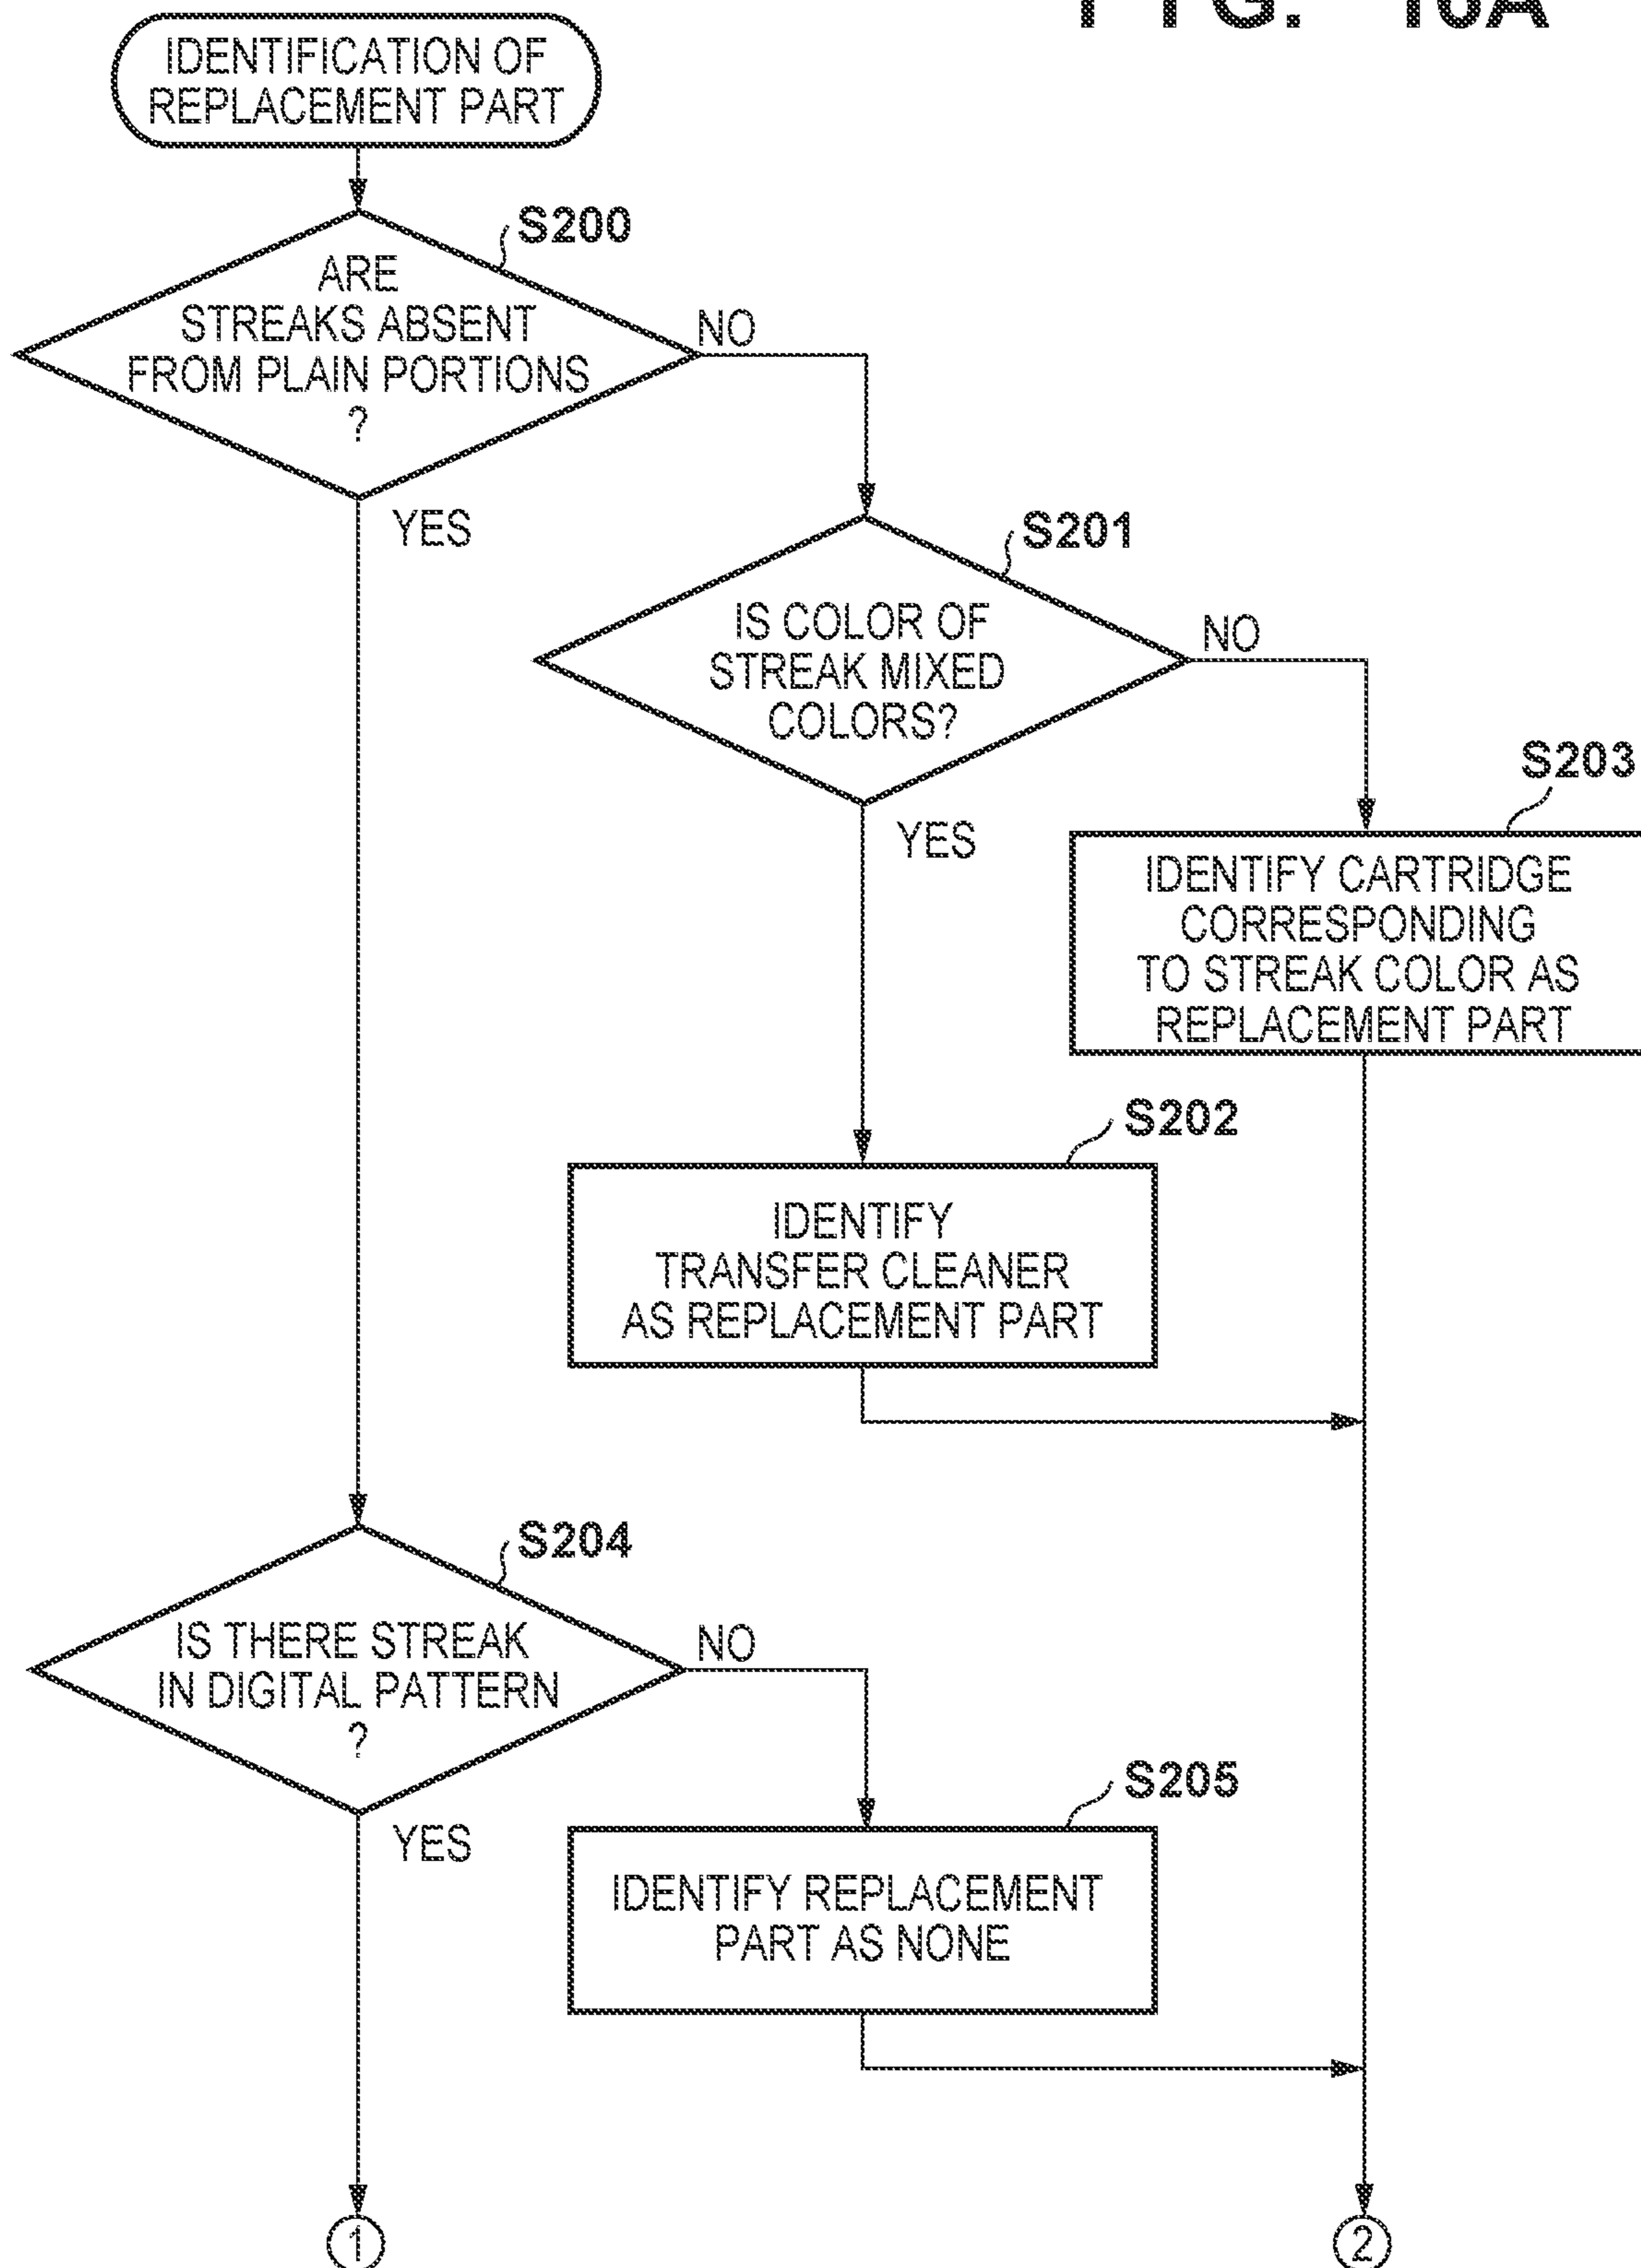 FIG. 10A
IDENTIFICATION OF
REPLACEMENT PART
S200
ARE
STREAKS ABSENT
FROM PLAIN PORTIONS
?
NO
YES
S201
IS COLOR OF
STREAK MIXED
COLORS?
NO
YES
S203
IDENTIFY CARTRIDGE
CORRESPONDING
TO STREAK COLOR AS
REPLACEMENT PART
S202
IDENTIFY
TRANSFER CLEANER
AS REPLACEMENT PART
S204
IS THERE STREAK
IN DIGITAL PATTERN
?
NO
YES
S205
IDENTIFY REPLACEMENT
PART AS NONE
1
2